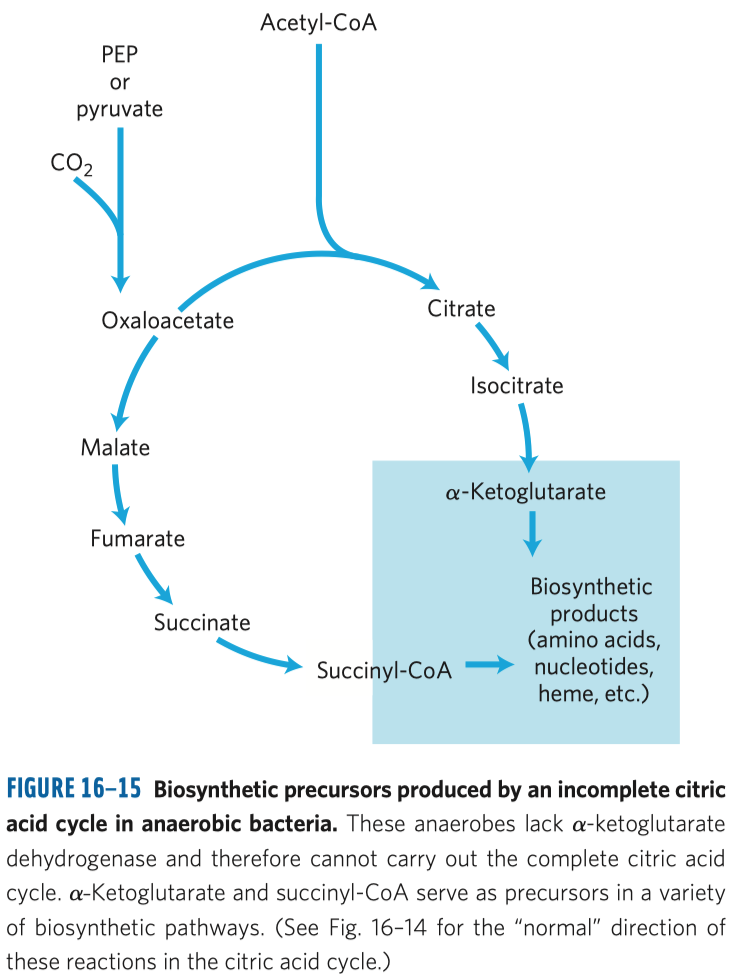 Acetyl-CoA
PEP
or
pyruvate
CO₂
Oxaloacetate
Citrate
Isocitrate
Malate
α-Ketoglutarate
Fumarate
Biosynthetic
products
(amino acids,
nucleotides,
heme, etc.)
Succinate
Succinyl-CoA
FIGURE 16–15 Biosynthetic precursors produced by an incomplete citric
acid cycle in anaerobic bacteria. These anaerobes lack α-ketoglutarate
dehydrogenase and therefore cannot carry out the complete citric acid
cycle. α-Ketoglutarate and succinyl-CoA serve as precursors in a variety
of biosynthetic pathways. (See Fig. 16–14 for the “normal” direction of
these reactions in the citric acid cycle.)